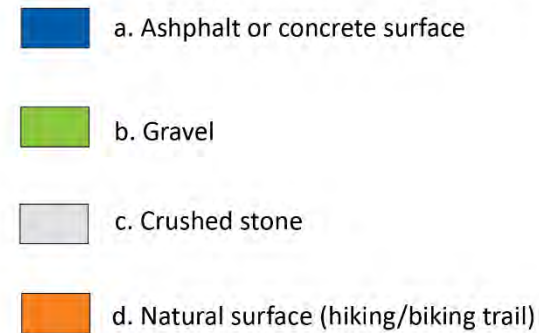 a. Ashphalt or concrete surface
b. Gravel
c. Crushed stone
d. Natural surface (hiking/biking trail)